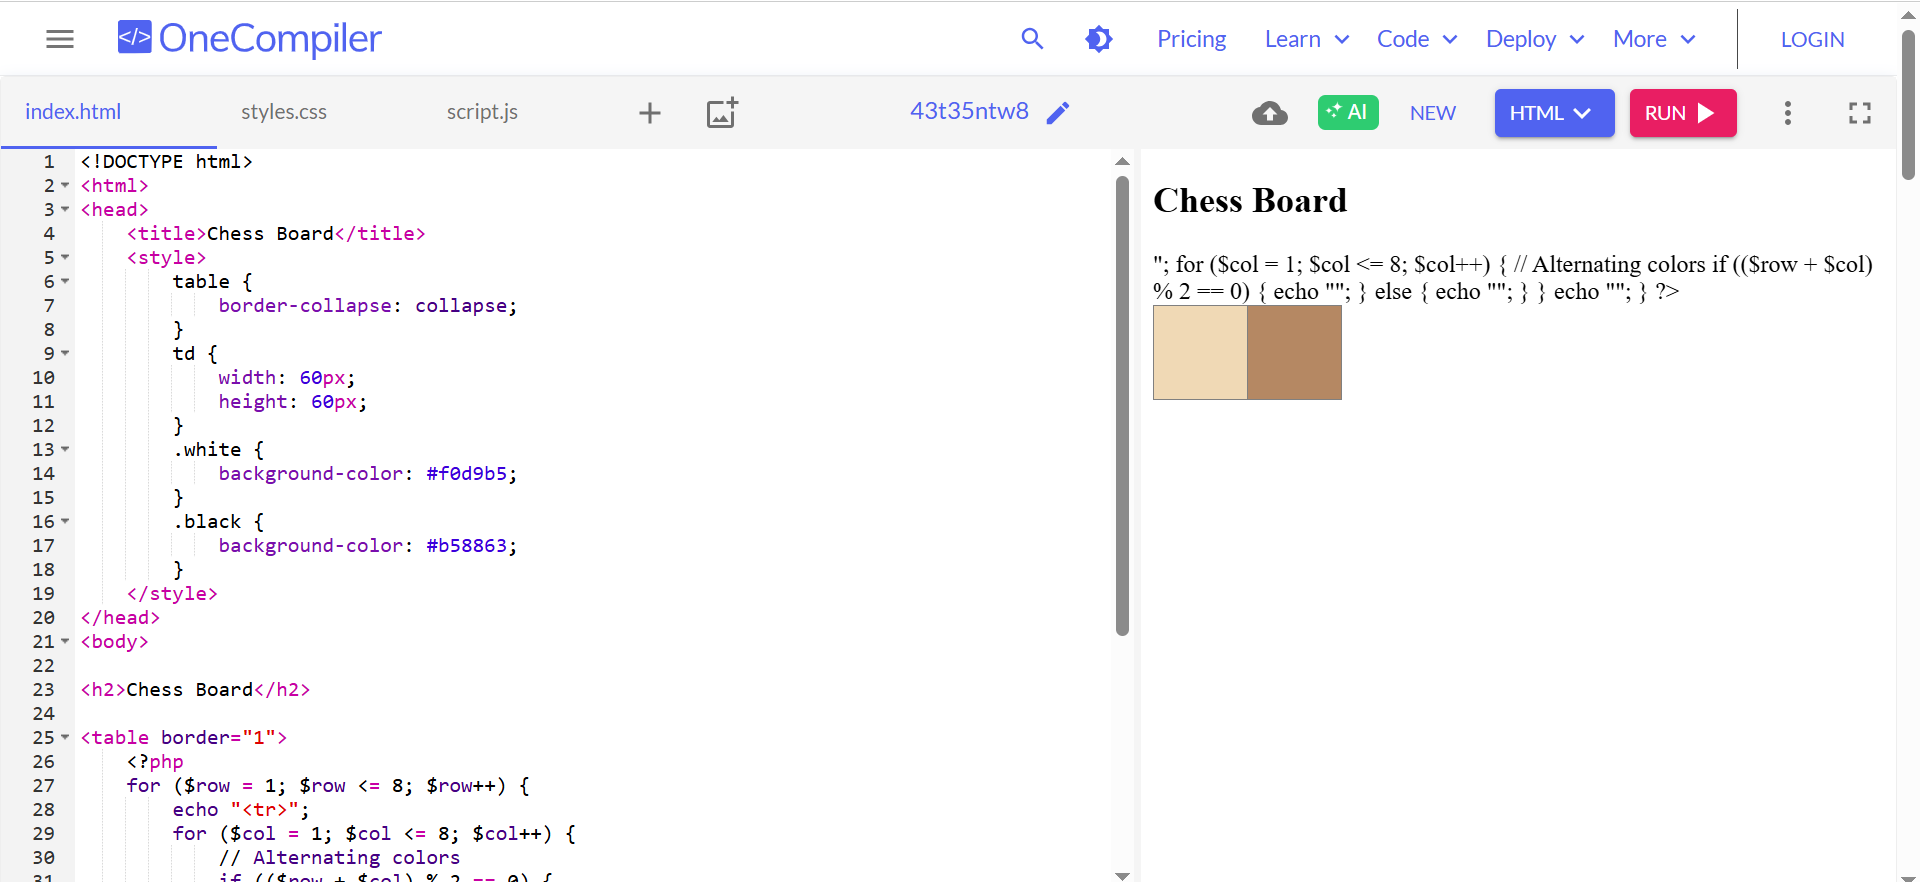 </> OneCompiler
Pricing Learn Code Deploy More LOGIN
index.html styles.css script.js 43t35ntw8 AI NEW HTML RUN
1 <!DOCTYPE html>
2 <html>
3 <head>
4 <title>Chess Board</title>
5 <style>
6 table {
7 border-collapse: collapse;
8 }
9 td {
10 width: 60px;
11 height: 60px;
12 }
13 .white {
14 background-color: #f0d9b5;
15 }
16 .black {
17 background-color: #b58863;
18 }
19 </style>
20 </head>
21 <body>
22
23 <h2>Chess Board</h2>
24
25 <table border="1">
26 <?php
27 for ($row = 1; $row <= 8; $row++) {
28 echo "<tr>";
29 for ($col = 1; $col <= 8; $col++) {
30 // Alternating colors
31 if (($row + $col) % 2 == 0) {
Chess Board
"; for ($col = 1; $col <= 8; $col++) { // Alternating colors if (($row + $col)
% 2 == 0) { echo ""; } else { echo ""; } } echo ""; } ?>